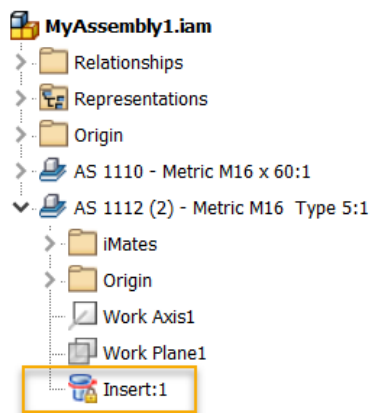 MyAssembly1.iam
Relationships
Representations
Origin
AS 1110 - Metric M16 x 60:1
AS 1112 (2) - Metric M16  Type 5:1
iMates
Origin
Work Axis1
Work Plane1
Insert:1